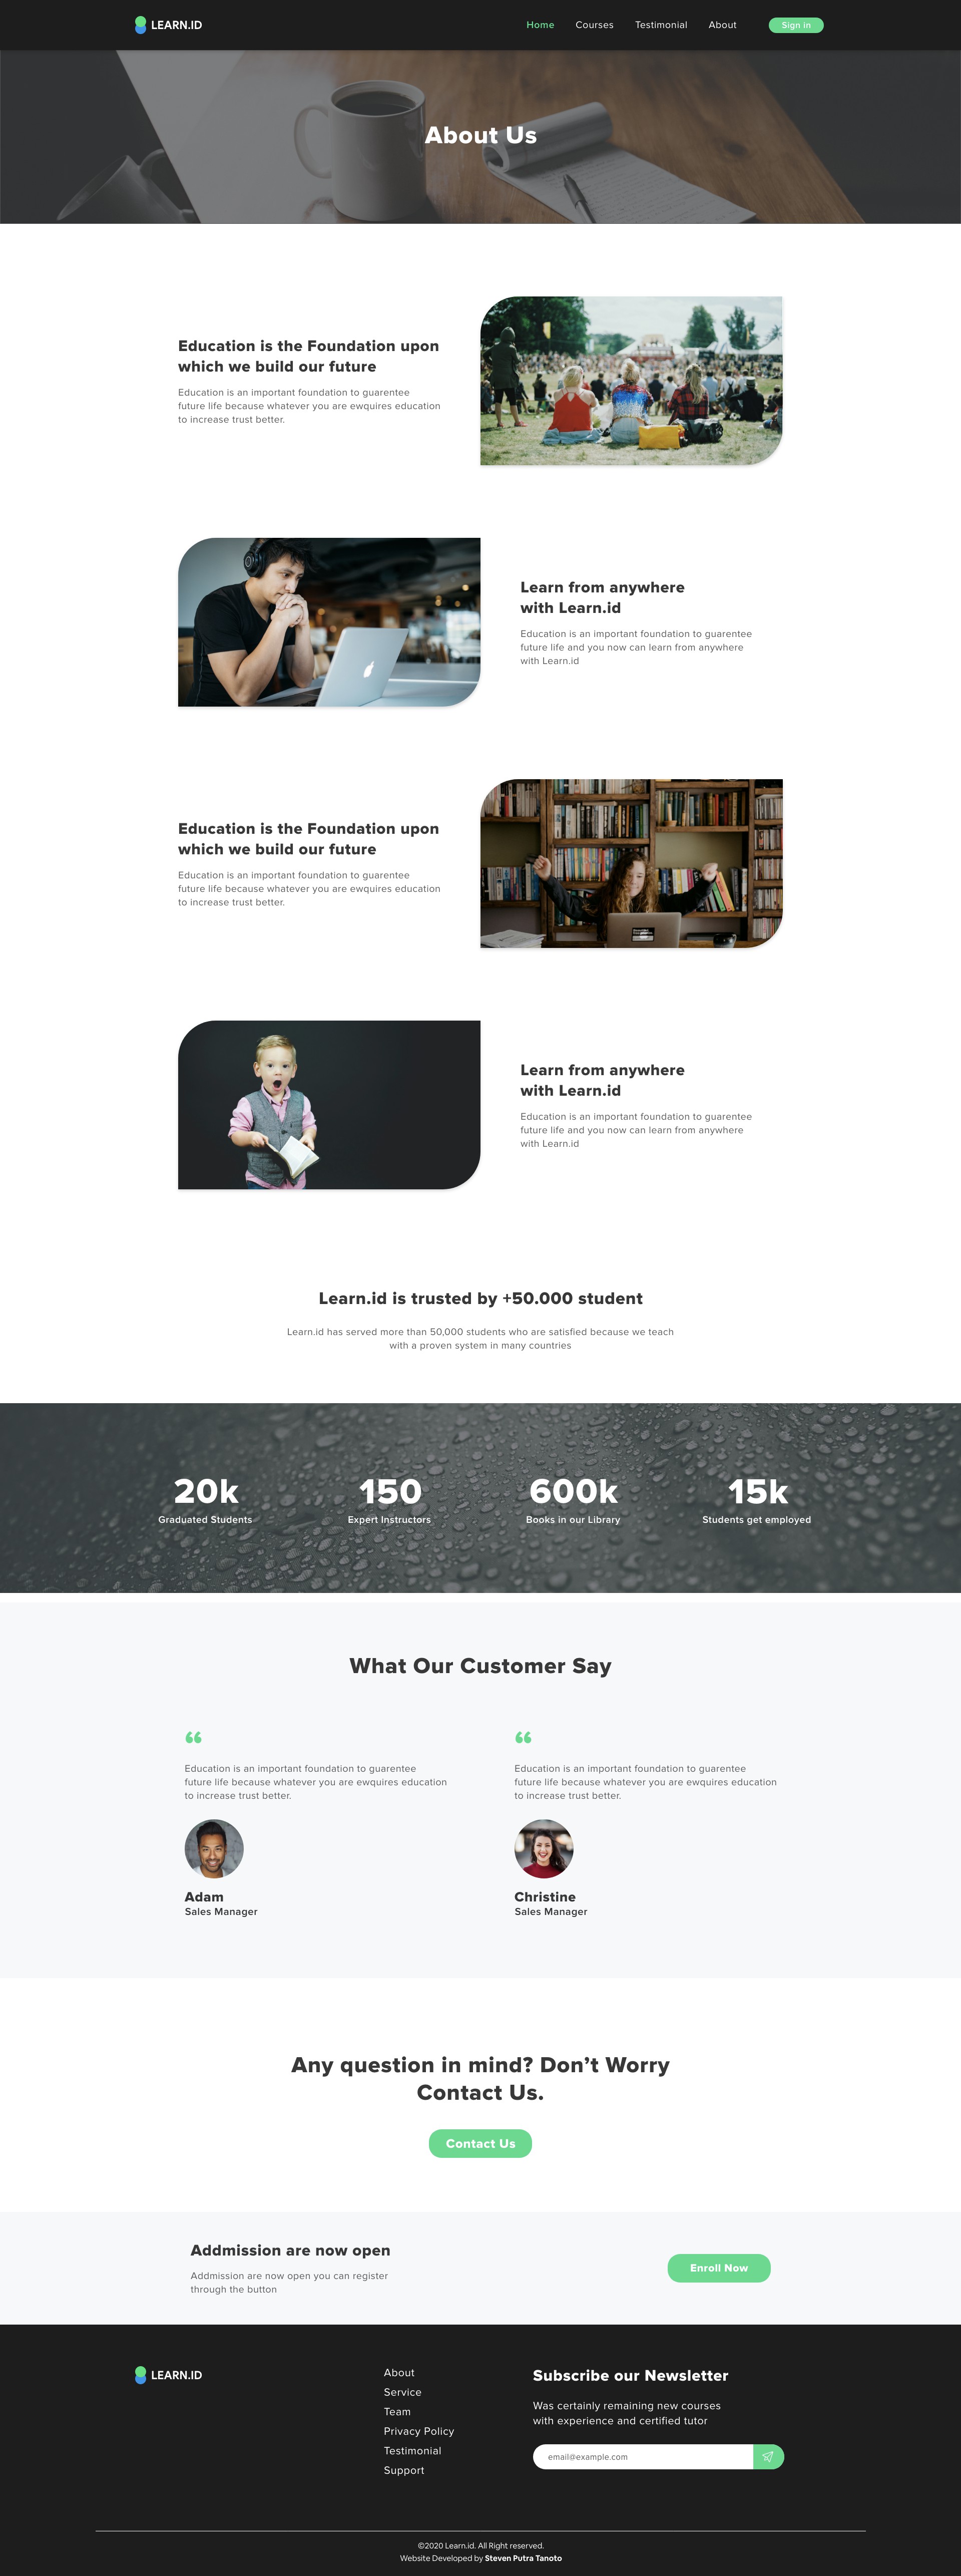 LEARN.ID
Home Courses Testimonial About Sign in
About Us
Education is the Foundation upon
which we build our future
Education is an important foundation to guarentee
future life because whatever you are ewquires education
to increase trust better.
Learn from anywhere
with Learn.id
Education is an important foundation to guarentee
future life and you now can learn from anywhere
with Learn.id
Education is the Foundation upon
which we build our future
Education is an important foundation to guarentee
future life because whatever you are ewquires education
to increase trust better.
Learn from anywhere
with Learn.id
Education is an important foundation to guarentee
future life and you now can learn from anywhere
with Learn.id
Learn.id is trusted by +50.000 student
Learn.id has served more than 50,000 students who are satisfied because we teach
with a proven system in many countries
20k 150 600k 15k
Graduated Students Expert Instructors Books in our Library Students get employed
What Our Customer Say
“ “
Education is an important foundation to guarentee
future life because whatever you are ewquires education
to increase trust better.
Adam
Sales Manager
Education is an important foundation to guarentee
future life because whatever you are ewquires education
to increase trust better.
Christine
Sales Manager
Any question in mind? Don’t Worry
Contact Us.
Contact Us
Addmission are now open
Addmission are now open you can register
through the button
Enroll Now
LEARN.ID
About
Service
Team
Privacy Policy
Testimonial
Support
Subscribe our Newsletter
Was certainly remaining new courses
with experience and certified tutor
email@example.com
©2020 Learn.id. All Right reserved.
Website Developed by Steven Putra Tanoto